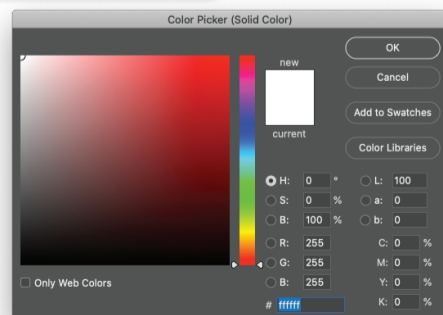 Color Picker (Solid Color)
new
current
OK
Cancel
Add to Swatches
Color Libraries
H: 0 °
S: 0 %
B: 100 %
R: 255
G: 255
B: 255
# ffffff
L: 100
a: 0
b: 0
C: 0 %
M: 0 %
Y: 0 %
K: 0 %
Only Web Colors